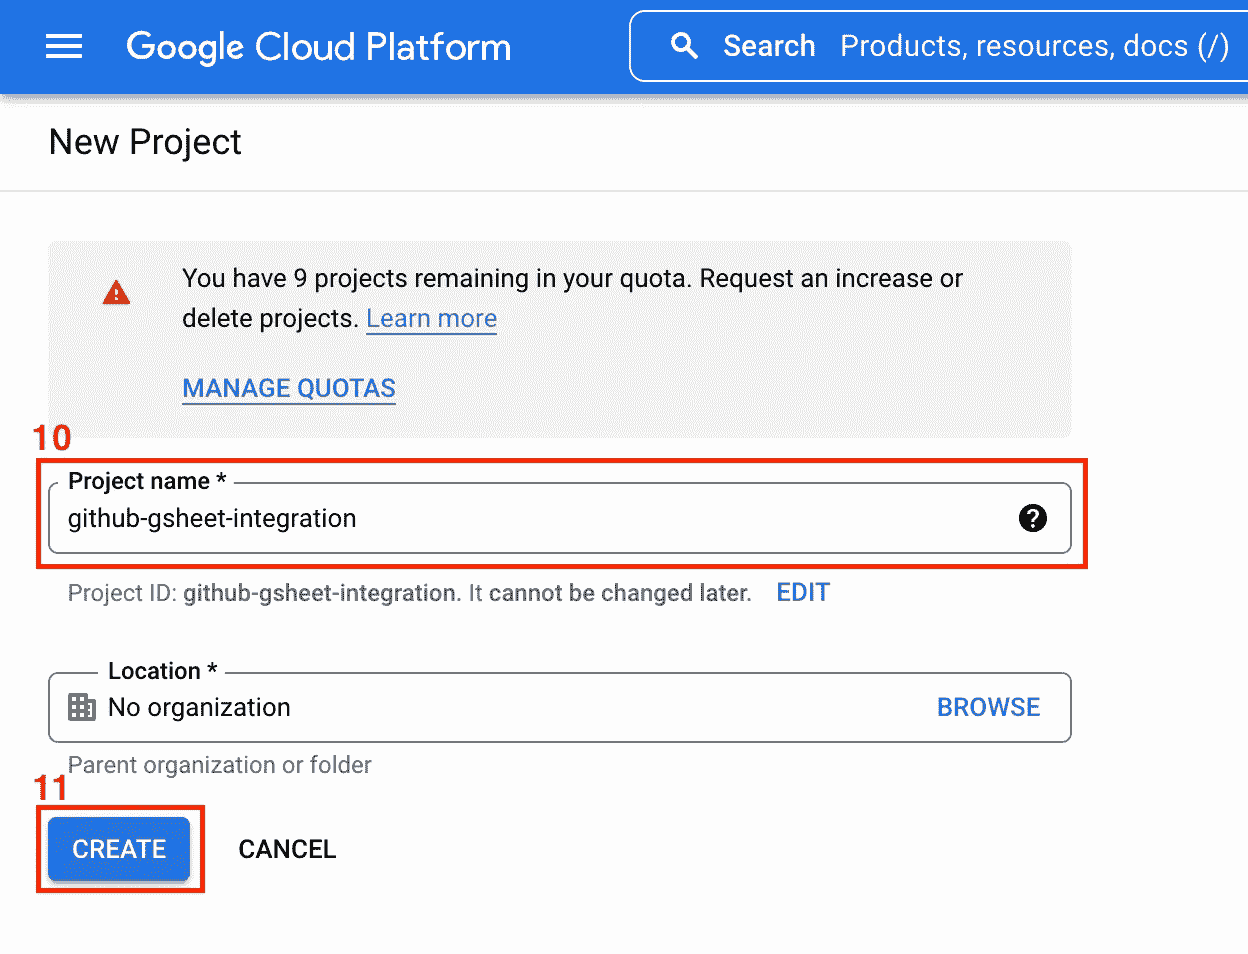 Google Cloud Platform
Search Products, resources, docs (/)
New Project
You have 9 projects remaining in your quota. Request an increase or
delete projects. Learn more
MANAGE QUOTAS
10
Project name *
github-gsheet-integration
Project ID: github-gsheet-integration. It cannot be changed later. EDIT
Location *
No organization BROWSE
Parent organization or folder
11
CREATE CANCEL